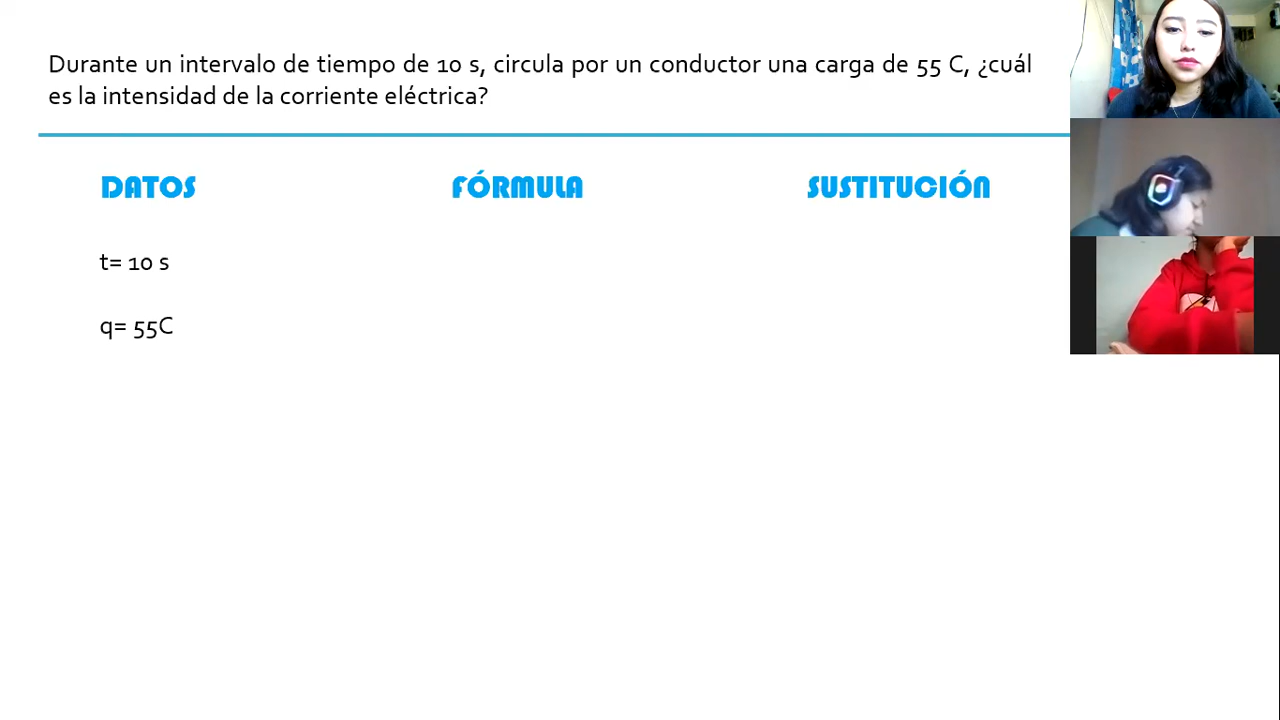 Durante un intervalo de tiempo de 10 s, circula por un conductor una carga de 55 C, ¿cuál
es la intensidad de la corriente eléctrica?
DATOS FÓRMULA SUSTITUCIÓN
t= 10 s
q= 55C